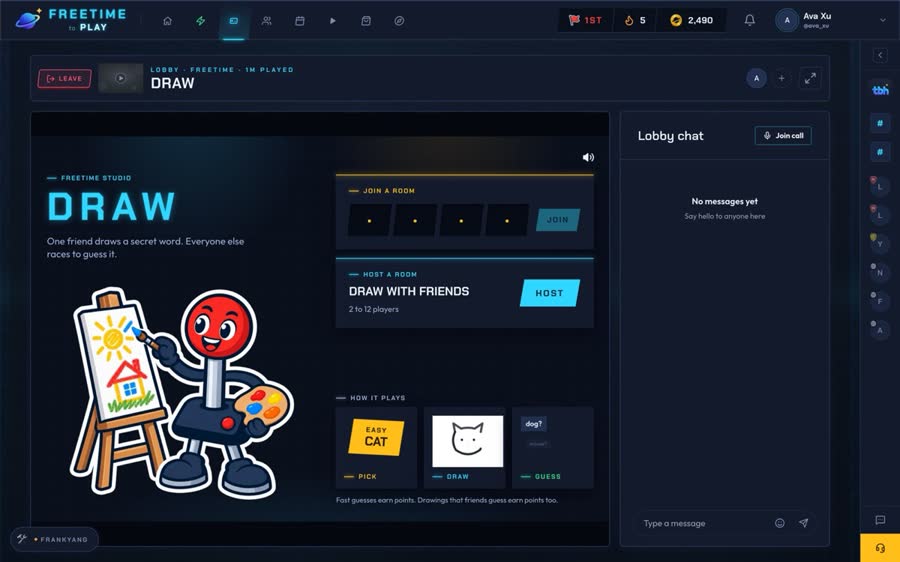 FREETIME
to PLAY
1ST
5
2,490
A
Ava Xu
@ava_xu
LEAVE
LOBBY · FREETIME · 1M PLAYED
DRAW
A
+
tbh
#
#
L
L
Y
N
F
A
FREETIME STUDIO
DRAW
One friend draws a secret word. Everyone else
races to guess it.
JOIN A ROOM
JOIN
HOST A ROOM
DRAW WITH FRIENDS
2 to 12 players
HOST
HOW IT PLAYS
EASY
CAT
PICK
DRAW
dog?
mouse?
GUESS
Fast guesses earn points. Drawings that friends guess earn points too.
Lobby chat
Join call
No messages yet
Say hello to anyone here
Type a message
FRANKYANG